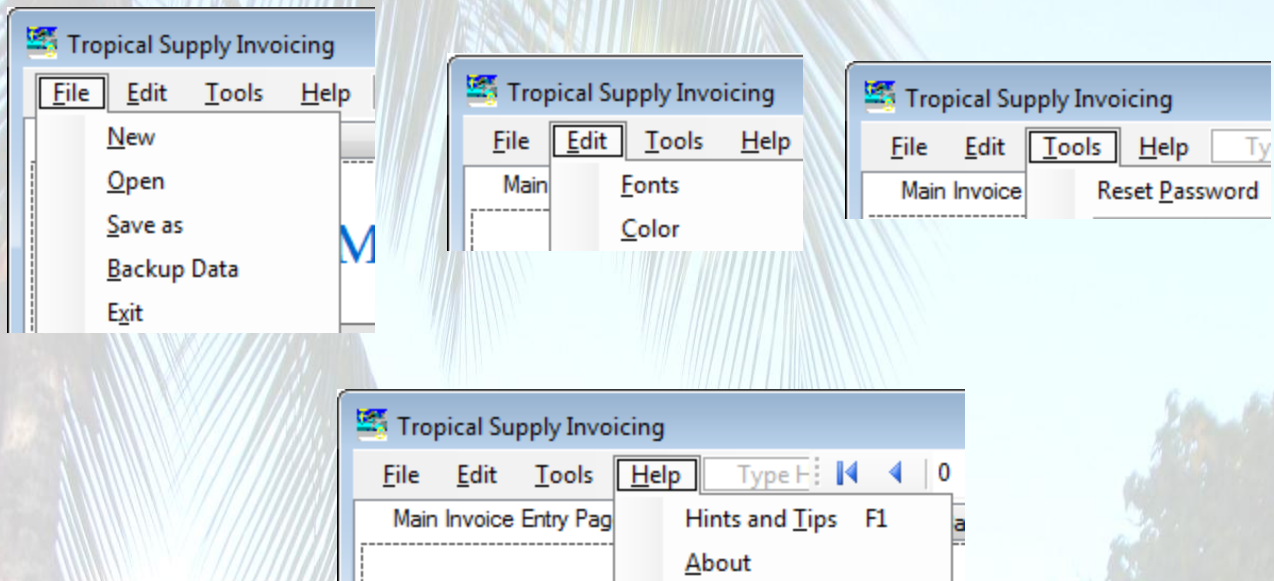 Tropical Supply Invoicing
File Edit Tools Help
New
Open
Save as
Backup Data
Exit
M
Tropical Supply Invoicing
File Edit Tools Help
Main
Fonts
Color
Tropical Supply Invoicing
File Edit Tools Help Ty
Main Invoice
Reset Password
Tropical Supply Invoicing
File Edit Tools Help Type H 0
Main Invoice Entry Pag
Hints and Tips F1
a
About